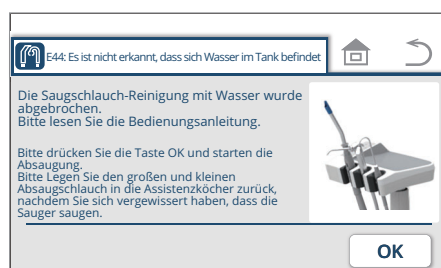 E44: Es ist nicht erkannt, dass sich Wasser im Tank befindet
Die Saugschlauch-Reinigung mit Wasser wurde
abgebrochen.
Bitte lesen Sie die Bedienungsanleitung.
Bitte drücken Sie die Taste OK und starten die
Absaugung.
Bitte Legen Sie den großen und kleinen
Absaugschlauch in die Assistenzköcher zurück,
nachdem Sie sich vergewissert haben, dass die
Sauger saugen.
OK